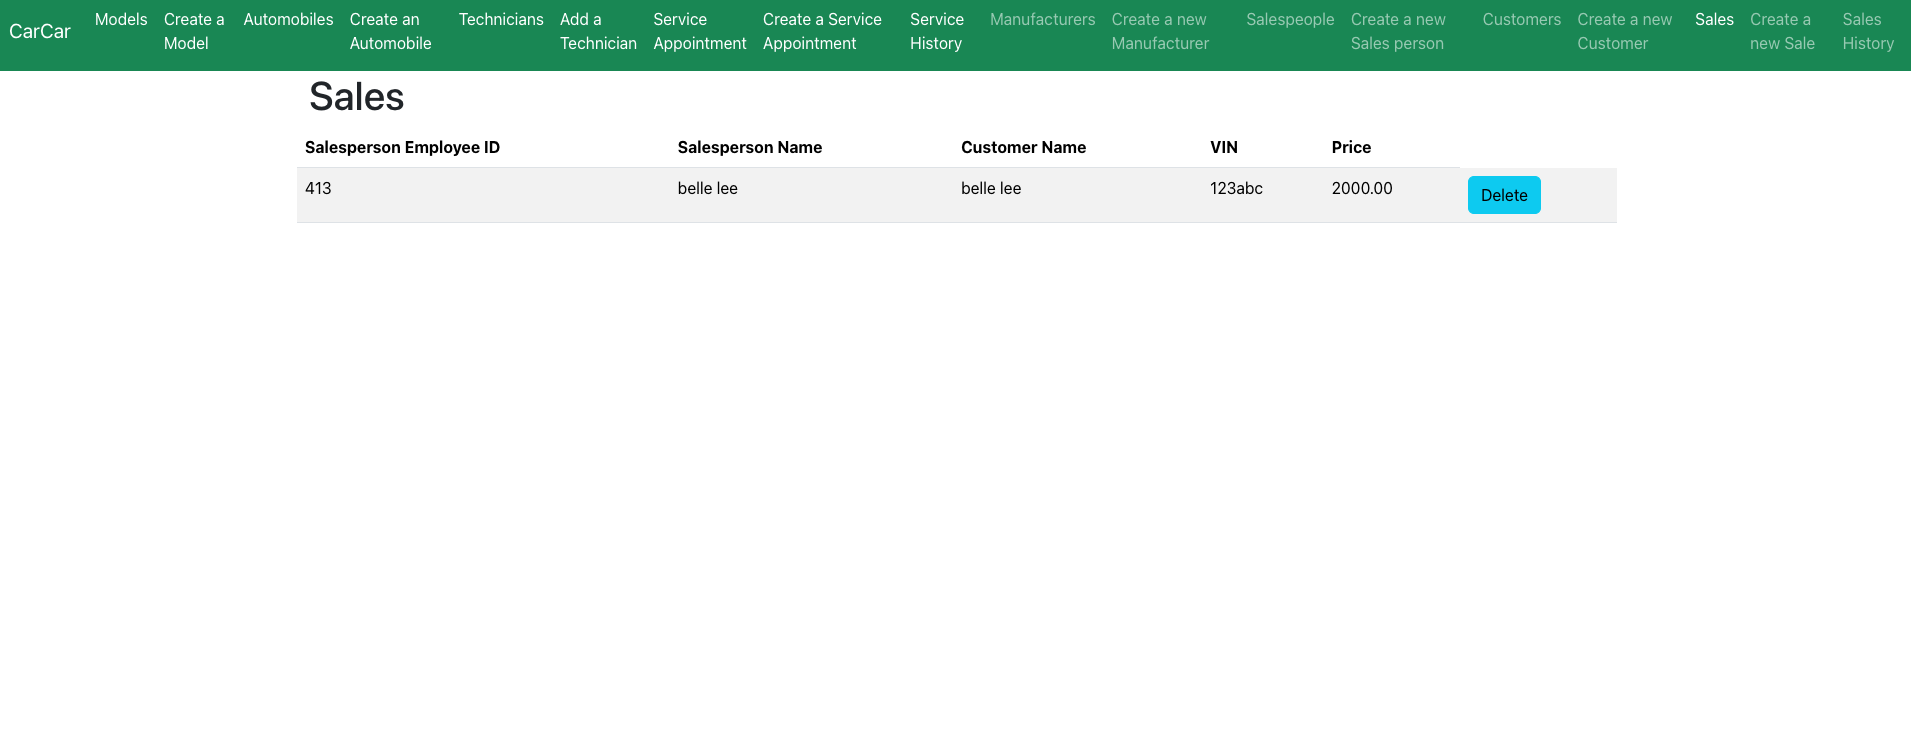 CarCar Models Create a Model Automobiles Create an Automobile Technicians Add a Technician Service Appointment Create a Service Appointment Service History Manufacturers Create a new Manufacturer Salespeople Create a new Sales person Customers Create a new Customer Sales Create a new Sale Sales History
Sales
Salesperson Employee ID Salesperson Name Customer Name VIN Price
413 belle lee belle lee 123abc 2000.00 Delete